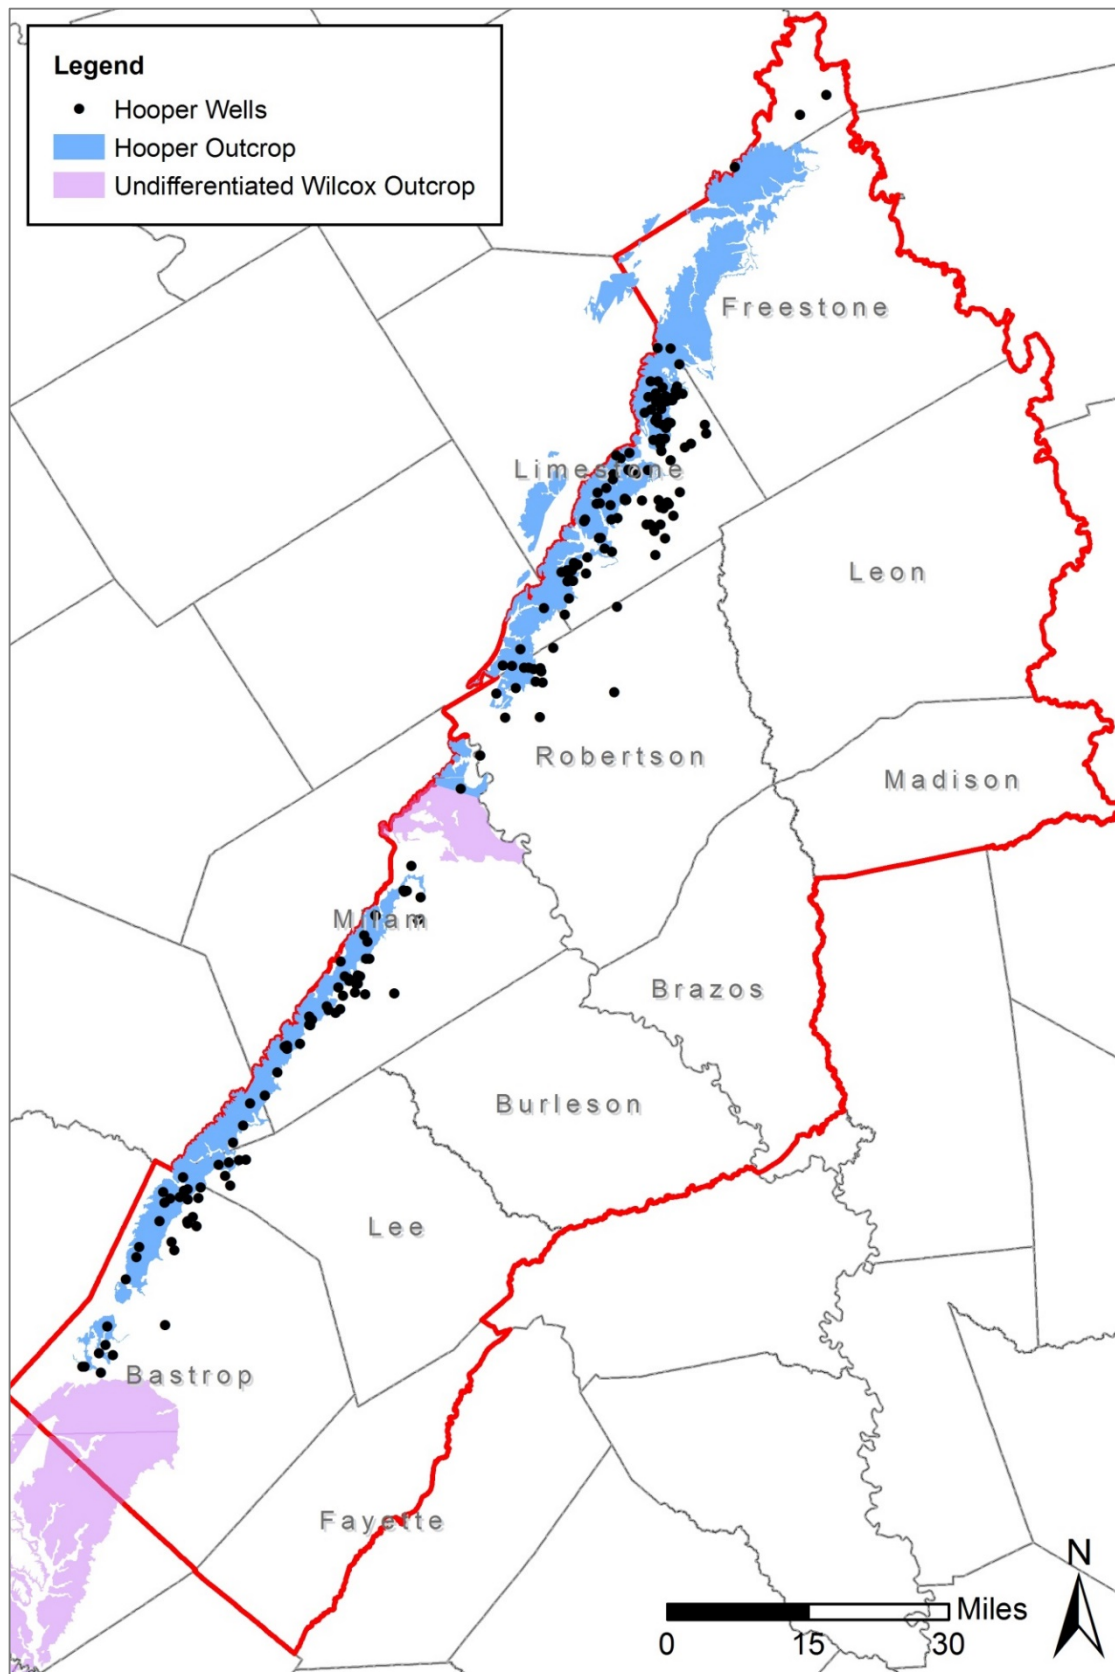 Legend
Hooper Wells
Hooper Outcrop
Undifferentiated Wilcox Outcrop
Freestone
Limestone
Leon
Robertson
Madison
Milam
Brazos
Burleson
Lee
Bastrop
Fayette
N
Miles
0 15 30